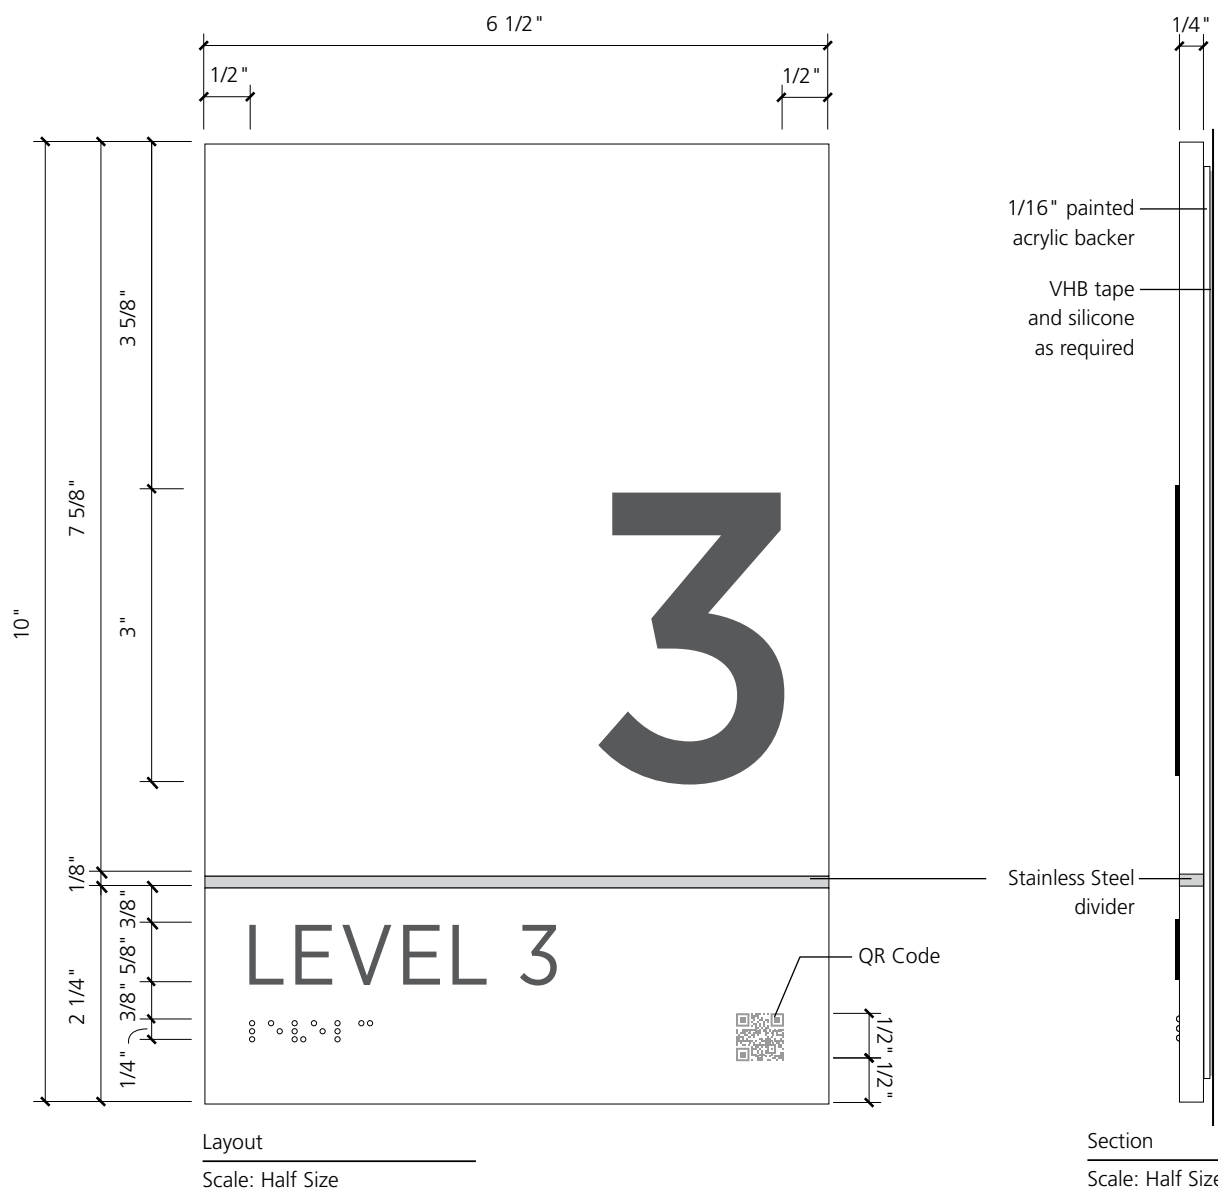 6 1/2"
1/4"
1/2"
1/2"
1/16" painted
acrylic backer
VHB tape
and silicone
as required
3 5/8"
7 5/8"
3"
10"
3
1/8"
Stainless Steel
divider
3/8"
5/8"
LEVEL 3
QR Code
2 1/4"
3/8"
1/4"
1/2"
1/2"
⠇⠑⠧⠑⠇ ⠉
Layout
Scale: Half Size
Section
Scale: Half Size